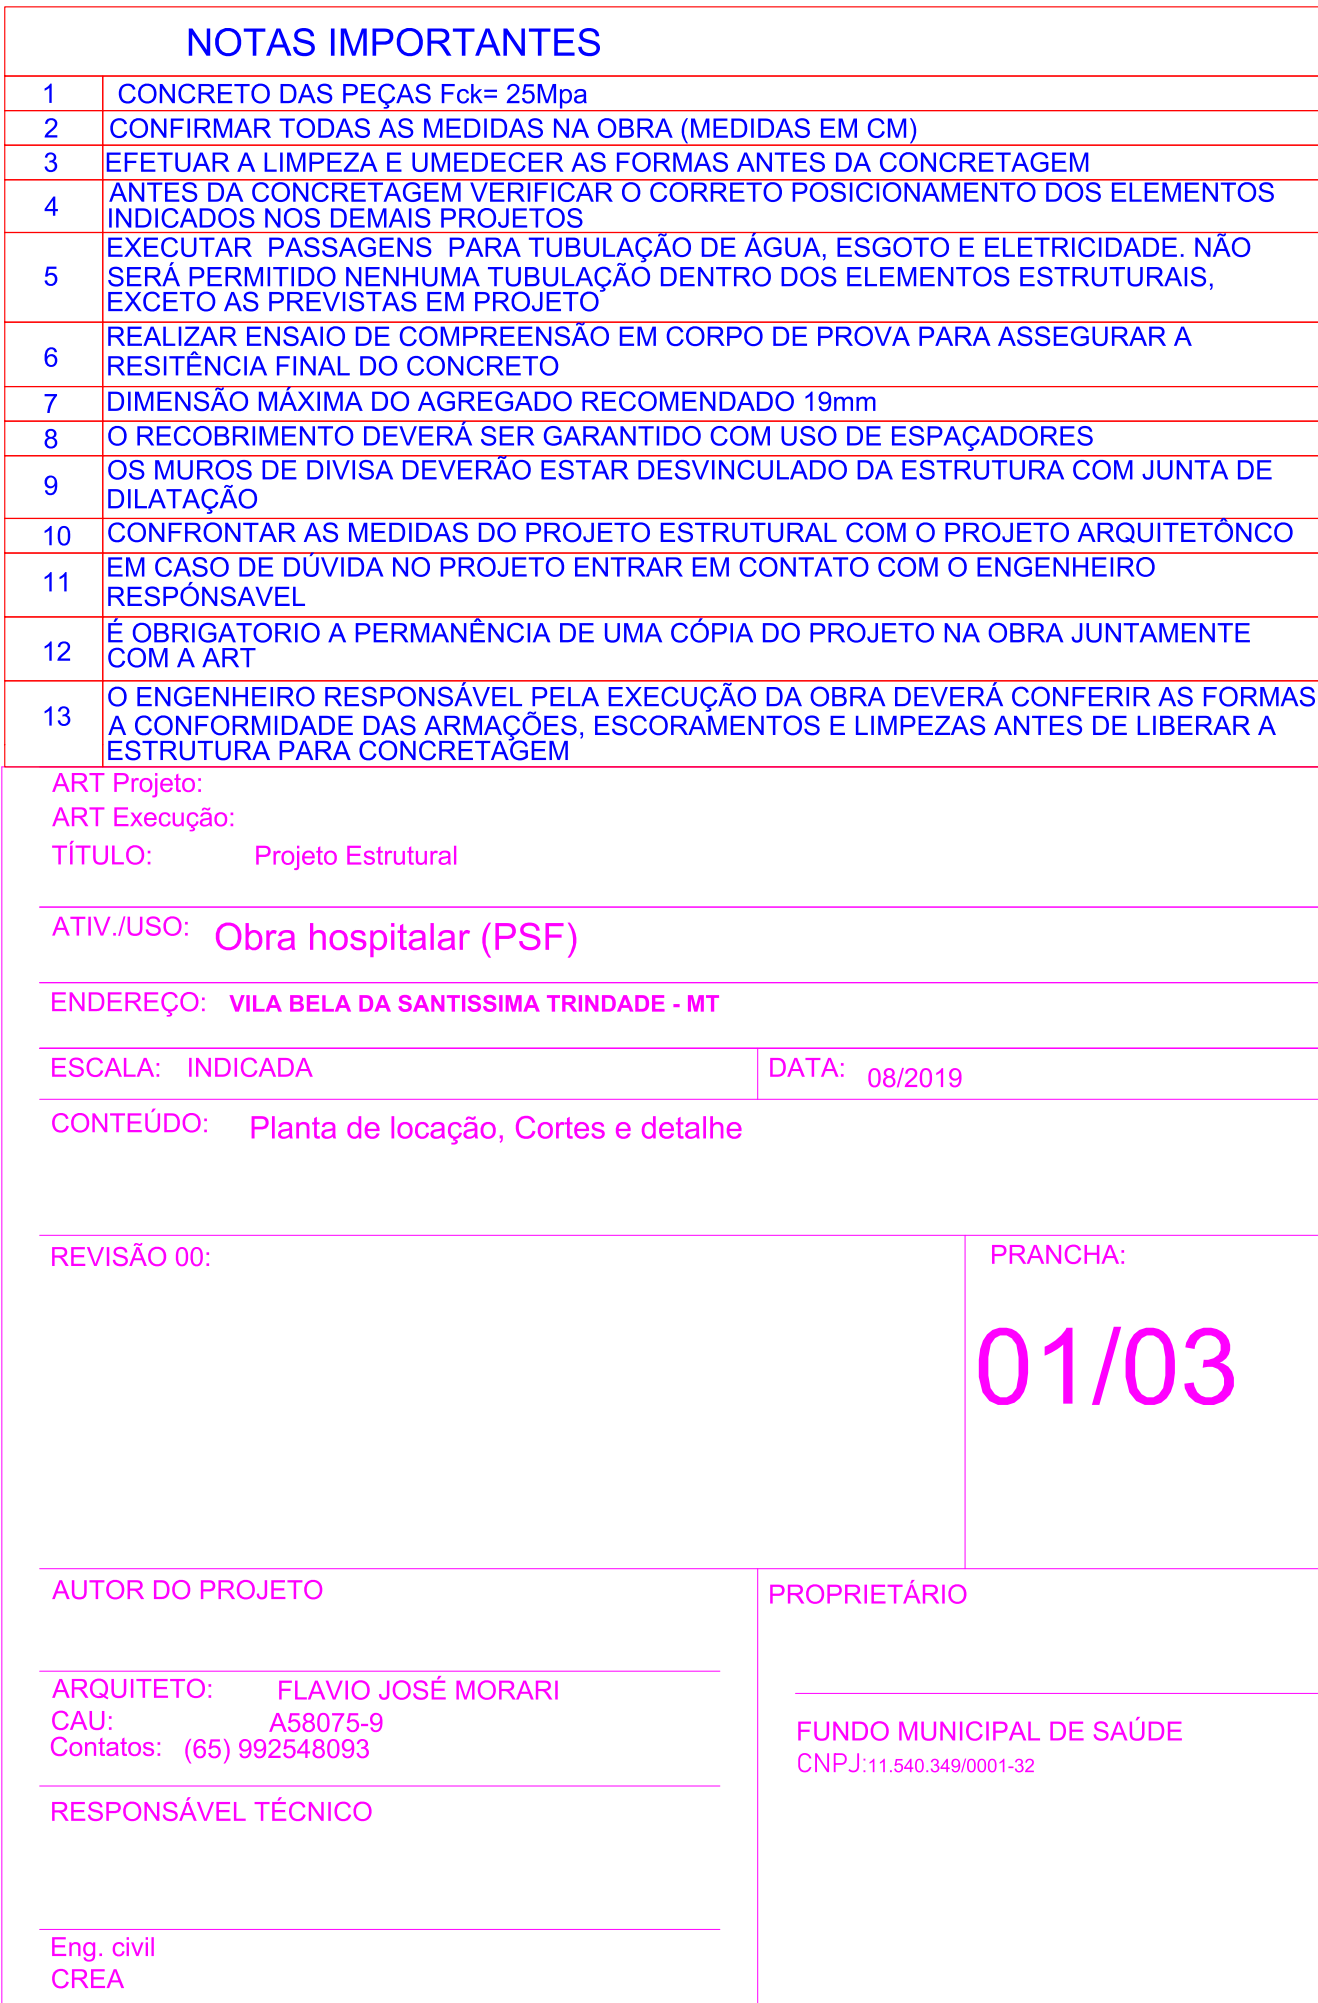 NOTAS IMPORTANTES
1 CONCRETO DAS PEÇAS Fck= 25Mpa
2 CONFIRMAR TODAS AS MEDIDAS NA OBRA (MEDIDAS EM CM)
3 EFETUAR A LIMPEZA E UMEDECER AS FORMAS ANTES DA CONCRETAGEM
4 ANTES DA CONCRETAGEM VERIFICAR O CORRETO POSICIONAMENTO DOS ELEMENTOS
INDICADOS NOS DEMAIS PROJETOS
5 EXECUTAR PASSAGENS PARA TUBULAÇÃO DE ÁGUA, ESGOTO E ELETRICIDADE. NÃO
SERÁ PERMITIDO NENHUMA TUBULAÇÃO DENTRO DOS ELEMENTOS ESTRUTURAIS,
EXCETO AS PREVISTAS EM PROJETO
6 REALIZAR ENSAIO DE COMPREENSÃO EM CORPO DE PROVA PARA ASSEGURAR A
RESITÊNCIA FINAL DO CONCRETO
7 DIMENSÃO MÁXIMA DO AGREGADO RECOMENDADO 19mm
8 O RECOBRIMENTO DEVERÁ SER GARANTIDO COM USO DE ESPAÇADORES
9 OS MUROS DE DIVISA DEVERÃO ESTAR DESVINCULADO DA ESTRUTURA COM JUNTA DE
DILATAÇÃO
10 CONFRONTAR AS MEDIDAS DO PROJETO ESTRUTURAL COM O PROJETO ARQUITETÔNCO
11 EM CASO DE DÚVIDA NO PROJETO ENTRAR EM CONTATO COM O ENGENHEIRO
RESPÓNSAVEL
12 É OBRIGATORIO A PERMANÊNCIA DE UMA CÓPIA DO PROJETO NA OBRA JUNTAMENTE
COM A ART
13 O ENGENHEIRO RESPONSÁVEL PELA EXECUÇÃO DA OBRA DEVERÁ CONFERIR AS FORMAS
A CONFORMIDADE DAS ARMAÇÕES, ESCORAMENTOS E LIMPEZAS ANTES DE LIBERAR A
ESTRUTURA PARA CONCRETAGEM
ART Projeto:
ART Execução:
TÍTULO: Projeto Estrutural
ATIV./USO: Obra hospitalar (PSF)
ENDEREÇO: VILA BELA DA SANTISSIMA TRINDADE - MT
ESCALA: INDICADA DATA: 08/2019
CONTEÚDO: Planta de locação, Cortes e detalhe
REVISÃO 00: PRANCHA:
01/03
AUTOR DO PROJETO
ARQUITETO: FLAVIO JOSÉ MORARI
CAU: A58075-9
Contatos: (65) 992548093
RESPONSÁVEL TÉCNICO
Eng. civil
CREA
PROPRIETÁRIO
FUNDO MUNICIPAL DE SAÚDE
CNPJ:11.540.349/0001-32